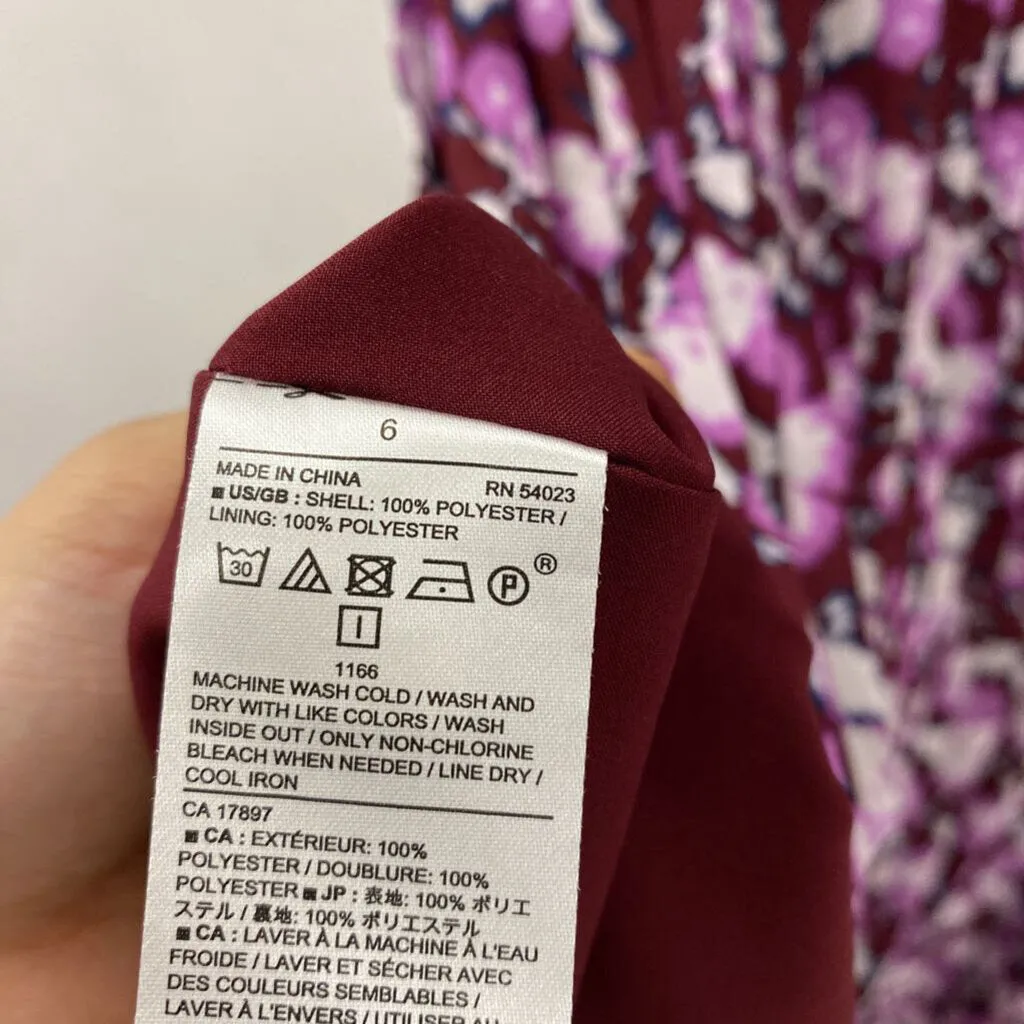 6
MADE IN CHINA RN 54023
US/GB : SHELL: 100% POLYESTER /
LINING: 100% POLYESTER
30 P ®
1166
MACHINE WASH COLD / WASH AND
DRY WITH LIKE COLORS / WASH
INSIDE OUT / ONLY NON-CHLORINE
BLEACH WHEN NEEDED / LINE DRY /
COOL IRON
CA 17897
CA : EXTÉRIEUR: 100%
POLYESTER / DOUBLURE: 100%
POLYESTER JP : 表地: 100% ポリエ
ステル / 裏地: 100% ポリエステル
CA : LAVER À LA MACHINE À L'EAU
FROIDE / LAVER ET SÉCHER AVEC
DES COULEURS SEMBLABLES /
LAVER À L'ENVERS / UTILISER AU